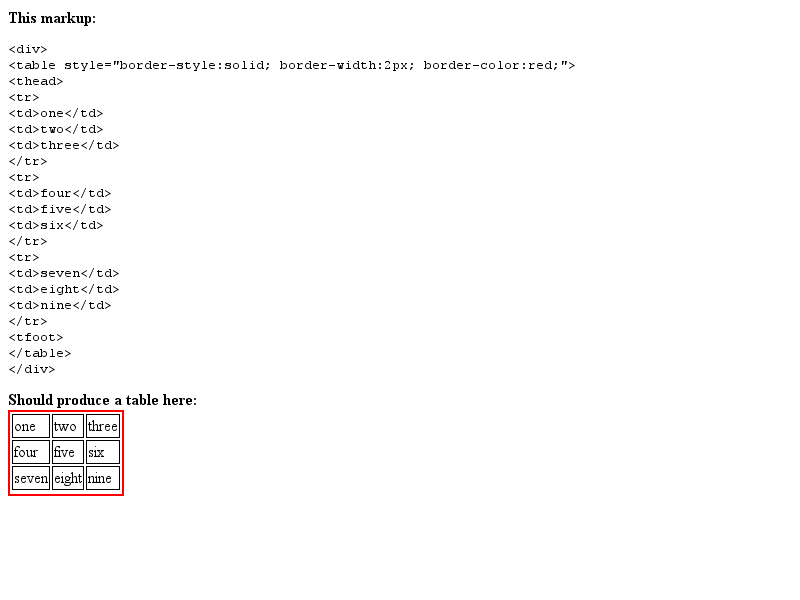 This markup:
<div>
<table style="border-style:solid; border-width:2px; border-color:red;">
<thead>
<tr>
<td>one</td>
<td>two</td>
<td>three</td>
</tr>
<tr>
<td>four</td>
<td>five</td>
<td>six</td>
</tr>
<tr>
<td>seven</td>
<td>eight</td>
<td>nine</td>
</tr>
<tfoot>
</table>
</div>
Should produce a table here:
one two three
four five six
seven eight nine